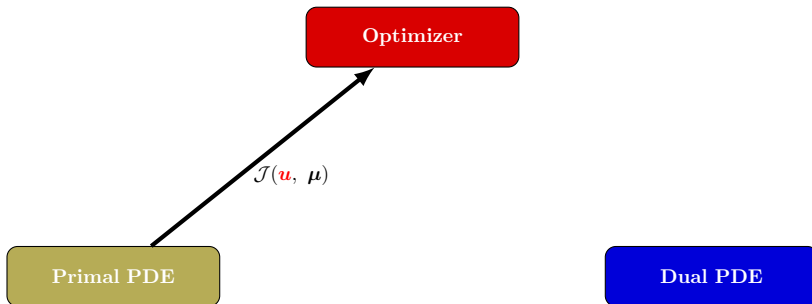 Optimizer
𝒥(𝒖, 𝝁)
Primal PDE
Dual PDE